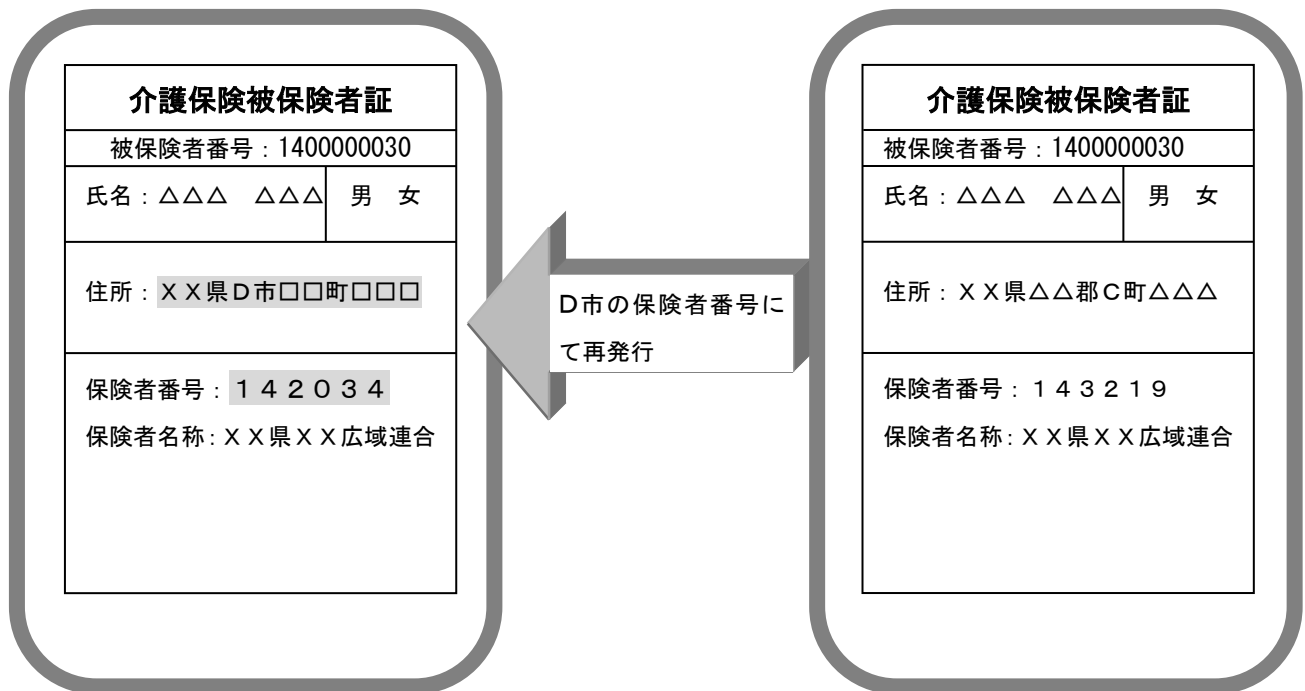 介護保険被保険者証
被保険者番号：1400000030
氏名：△△△　△△△　男　女
住所：ＸＸ県Ｄ市□□町□□□
保険者番号：１４２０３４
保険者名称：ＸＸ県ＸＸ広域連合
Ｄ市の保険者番号に
て再発行
介護保険被保険者証
被保険者番号：1400000030
氏名：△△△　△△△　男　女
住所：ＸＸ県△△郡Ｃ町△△△
保険者番号：１４３２１９
保険者名称：ＸＸ県ＸＸ広域連合